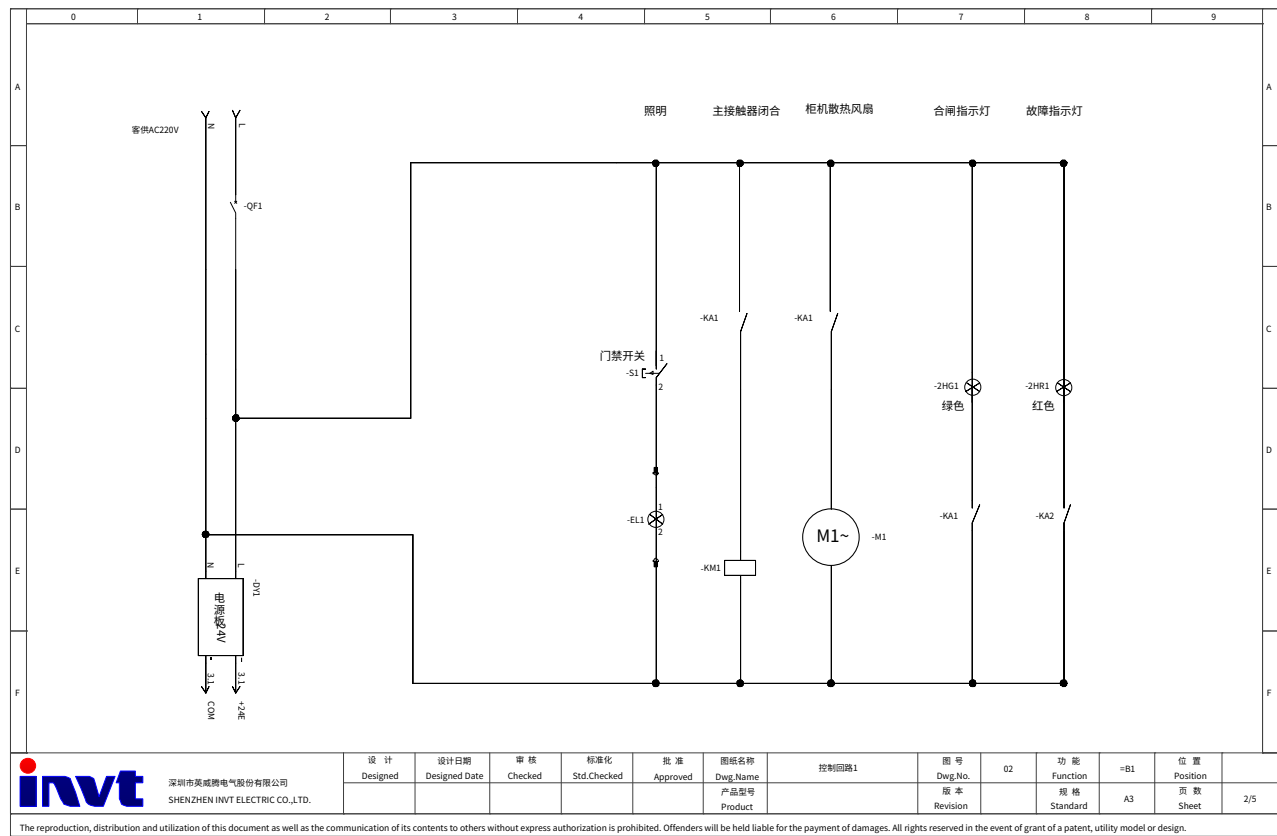 0 1 2 3 4 5 6 7 8 9
A A
照明 主接触器闭合 柜机散热风扇 合闸指示灯 故障指示灯
客供AC220V N L
B B
-QF1
C C
-KA1 -KA1
门禁开关 1
-S1
2
-2HG1 -2HR1
绿色 红色
D D
1
-EL1
2
-KA1 -KA2
M1~ -M1
E E
N L -DY1
-KM1
电源板24V
F F
3.1 3.1
COM +24E
invt
深圳市英威腾电气股份有限公司
SHENZHEN INVT ELECTRIC CO.,LTD.
设 计 设计日期 审 核 标准化 批 准 图纸名称 控制回路1 图 号 02 功 能 =B1 位 置
Designed Designed Date Checked Std.Checked Approved Dwg.Name Dwg.No. Function Position
产品型号 版 本 规 格 A3 页 数 2/5
Product Revision Standard Sheet
The reproduction, distribution and utilization of this document as well as the communication of its contents to others without express authorization is prohibited. Offenders will be held liable for the payment of damages. All rights reserved in the event of grant of a patent, utility model or design.